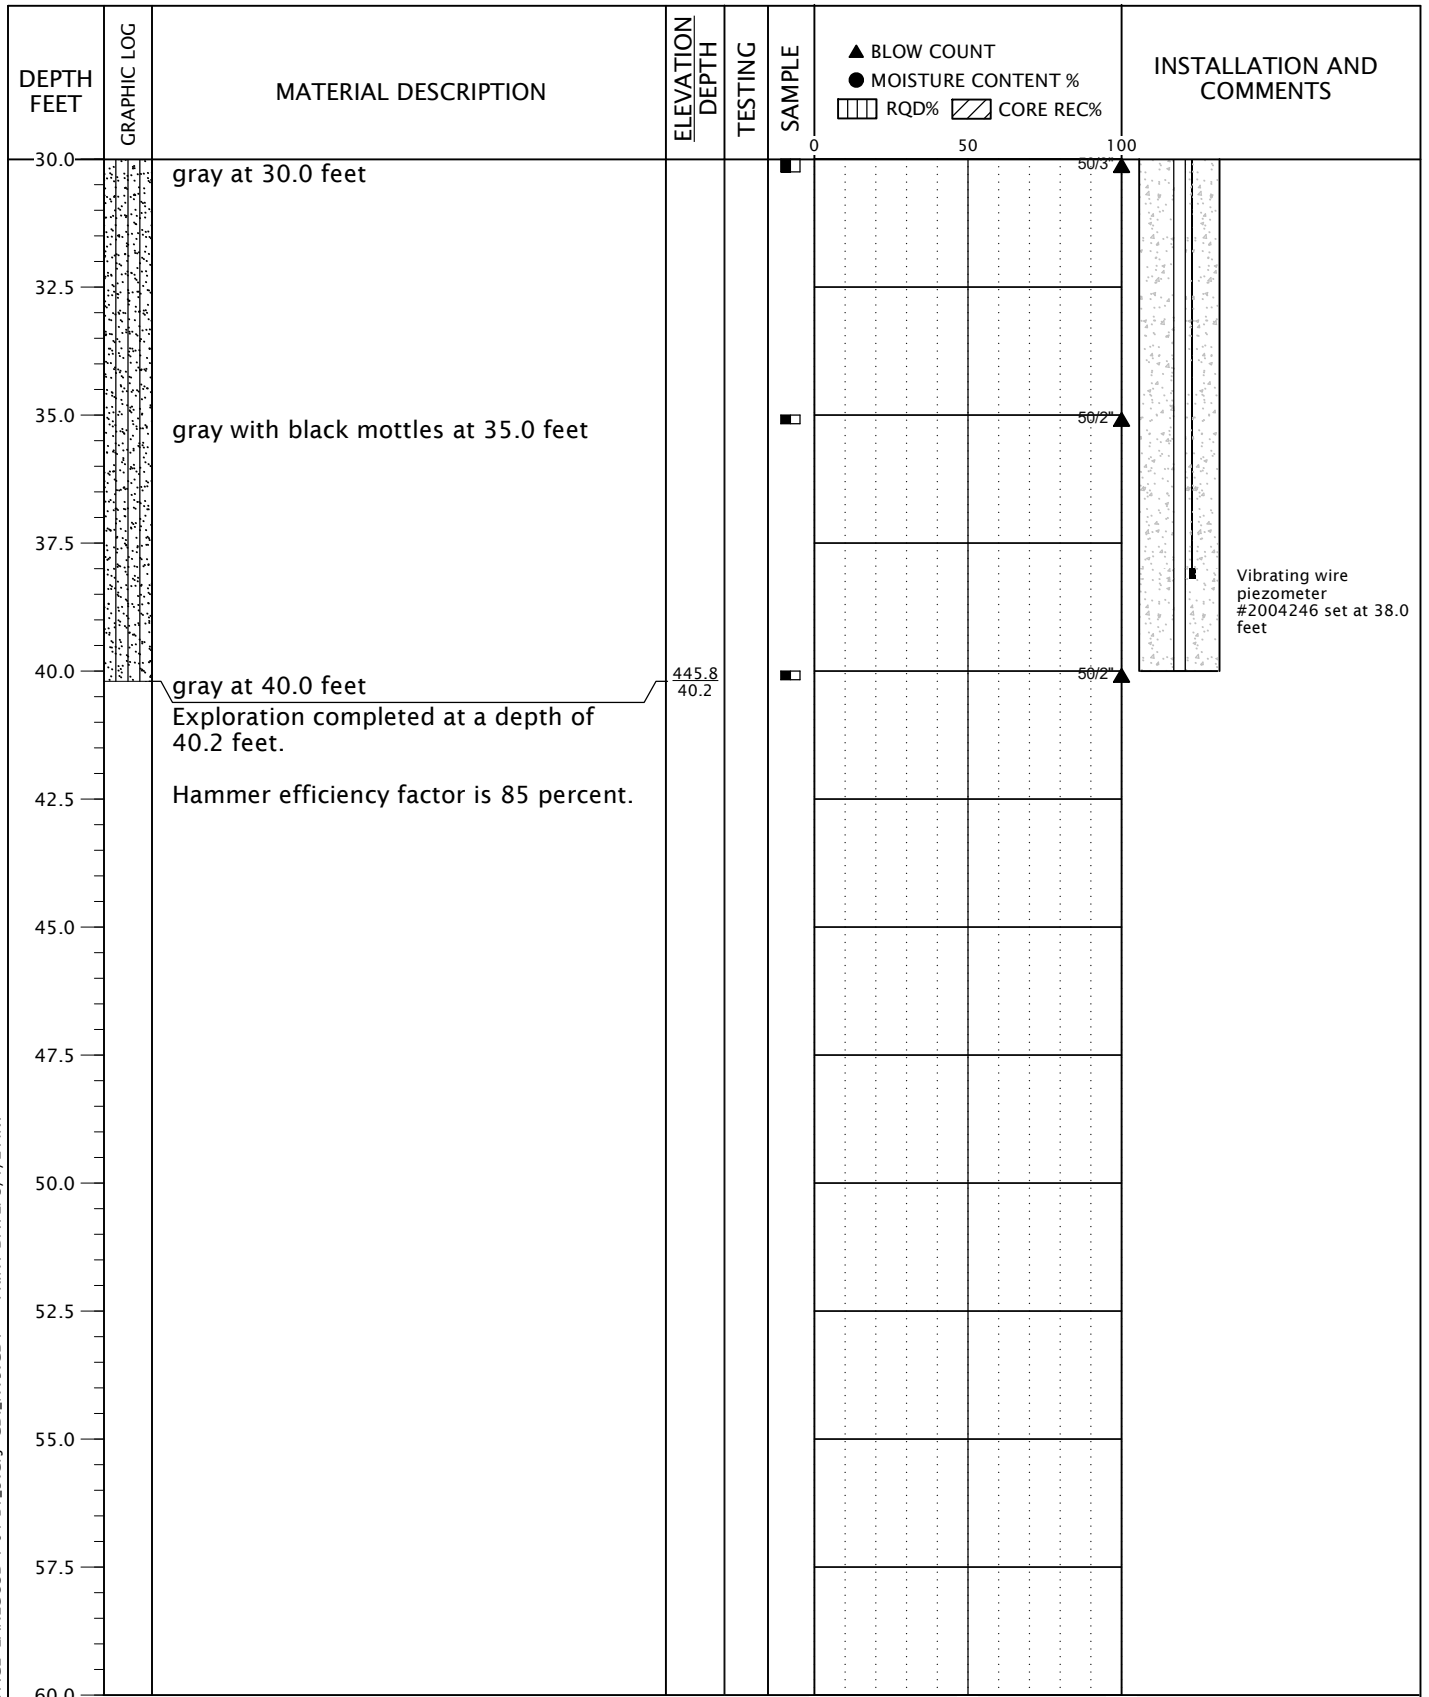 DEPTH
FEET
GRAPHIC LOG
MATERIAL DESCRIPTION
ELEVATION
DEPTH
TESTING
SAMPLE
BLOW COUNT
MOISTURE CONTENT %
RQD%
CORE REC%
INSTALLATION AND
COMMENTS
0
50
100
30.0
gray at 30.0 feet
50/3"
32.5
35.0
gray with black mottles at 35.0 feet
50/2"
37.5
Vibrating wire
piezometer
#2004246 set at 38.0
feet
40.0
gray at 40.0 feet
445.8
40.2
50/2"
Exploration completed at a depth of
40.2 feet.
Hammer efficiency factor is 85 percent.
42.5
45.0
47.5
50.0
52.5
55.0
57.5
60.0